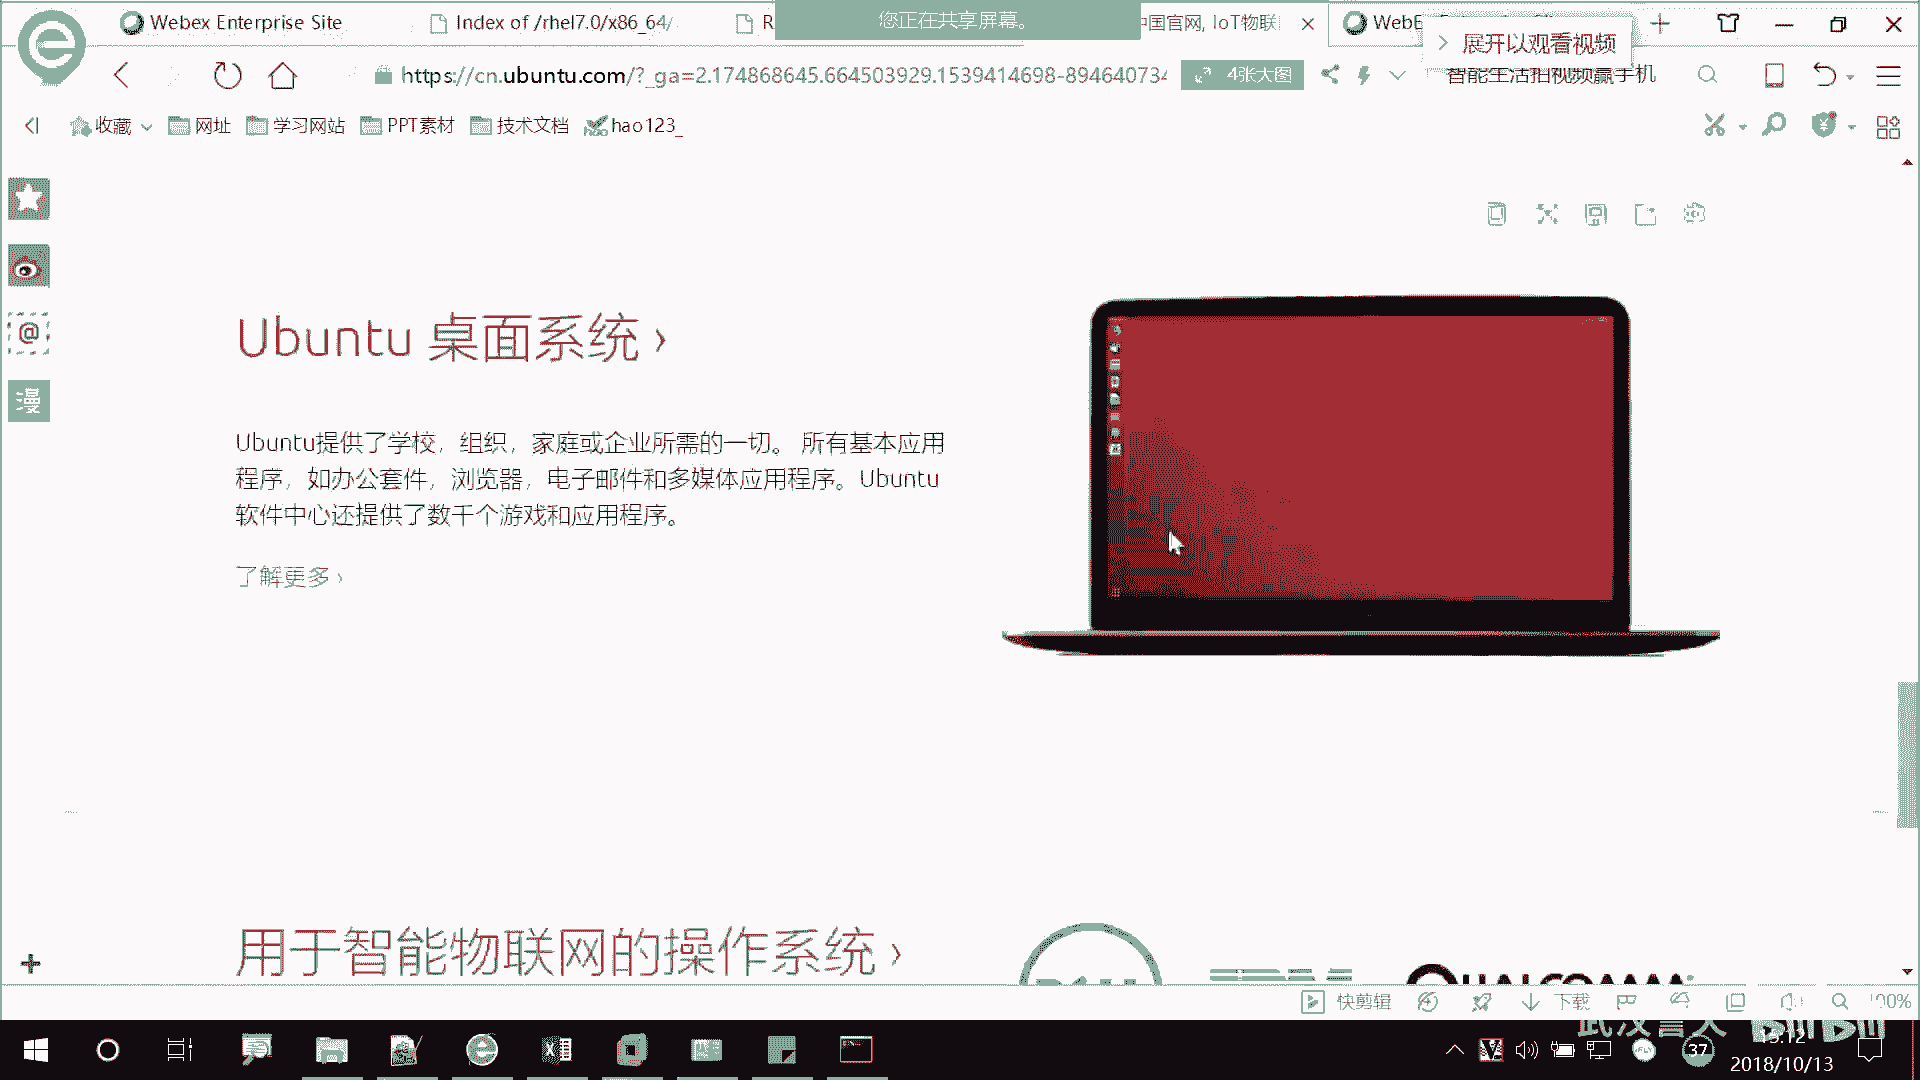 Webex Enterprise Site
Index of /rhel7.0/x86_64/
R
您正在共享屏幕。
中国官网, IoT物联
WebE
展开以观看视频
https://cn.ubuntu.com/?_ga=2.174868645.664503929.1539414698-894640734
4张大图
智能生活拍视频赢手机
收藏
网址
学习网站
PPT素材
技术文档
hao123_
漫
Ubuntu 桌面系统 ›
Ubuntu提供了学校，组织，家庭或企业所需的一切。 所有基本应用
程序，如办公套件，浏览器，电子邮件和多媒体应用程序。Ubuntu
软件中心还提供了数千个游戏和应用程序。
了解更多 ›
用于智能物联网的操作系统 ›
QUALCOMM
快剪辑
下载
100%
bilibili
37
15:12
2018/10/13